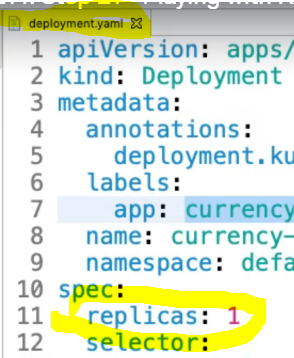 deployment.yaml
1 apiVersion: apps/
2 kind: Deployment
3 metadata:
4 annotations:
5 deployment.ku
6 labels:
7 app: currency
8 name: currency-
9 namespace: defa
10 spec:
11 replicas: 1
12 selector: